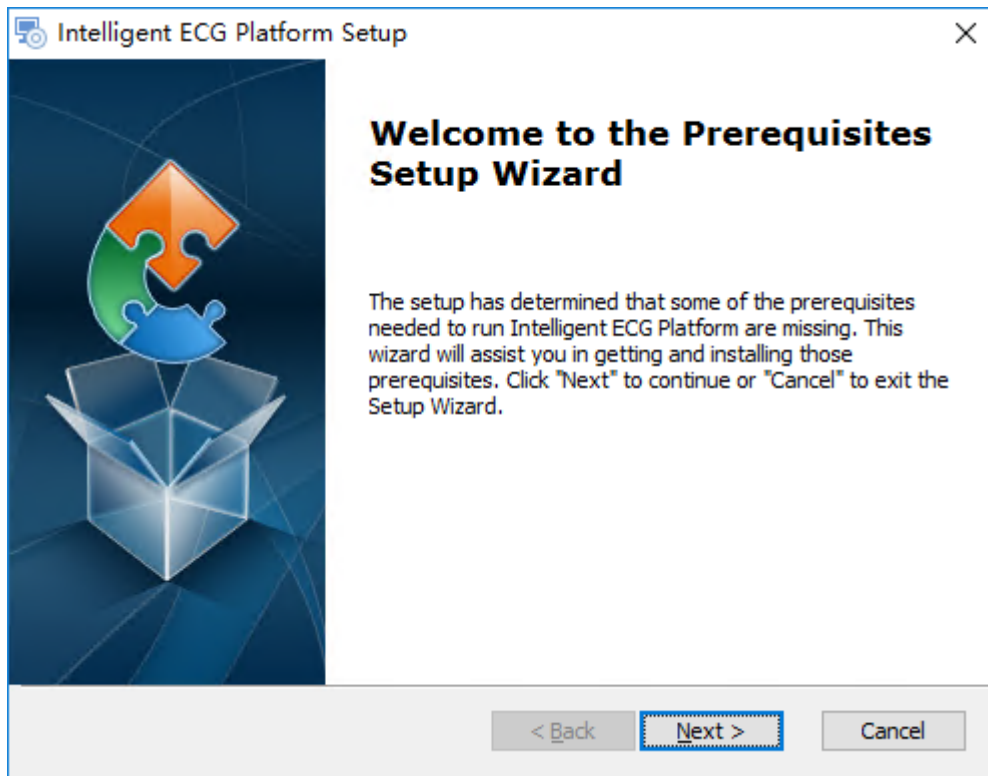 Intelligent ECG Platform Setup
Welcome to the Prerequisites
Setup Wizard
The setup has determined that some of the prerequisites
needed to run Intelligent ECG Platform are missing. This
wizard will assist you in getting and installing those
prerequisites. Click "Next" to continue or "Cancel" to exit the
Setup Wizard.
< Back
Next >
Cancel